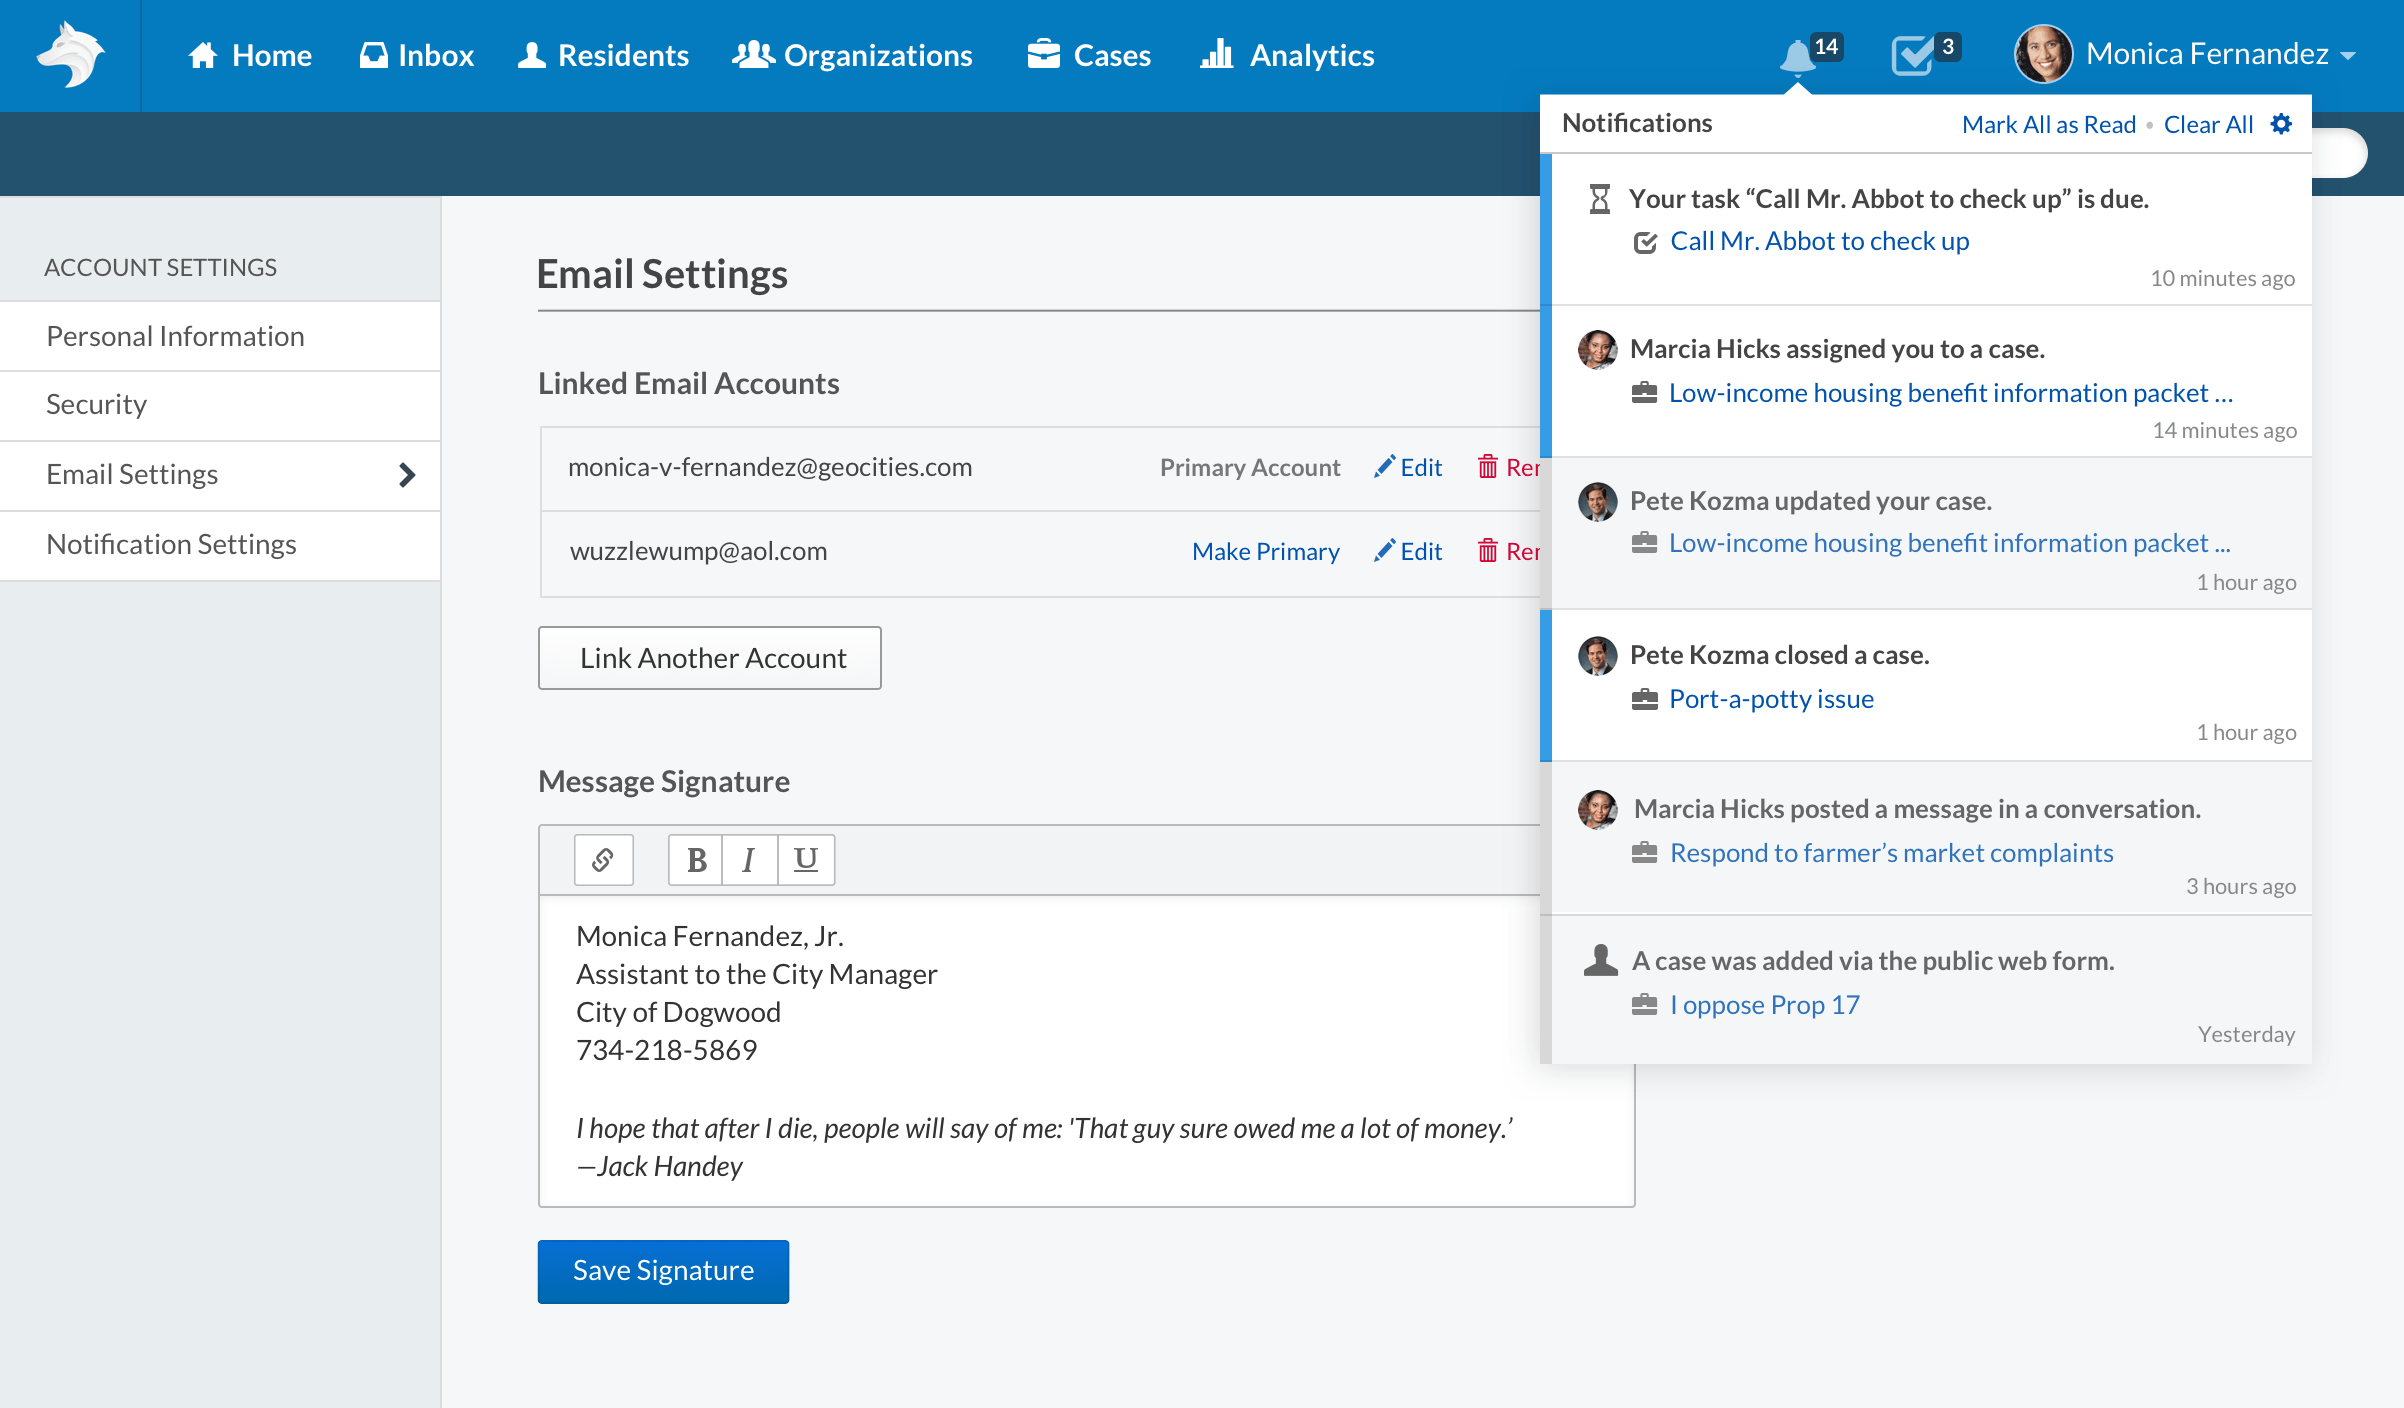 Home Inbox Residents Organizations Cases Analytics 14 3 Monica Fernandez
Notifications Mark All as Read • Clear All
Your task “Call Mr. Abbot to check up” is due.
Call Mr. Abbot to check up
10 minutes ago
Marcia Hicks assigned you to a case.
Low-income housing benefit information packet ...
14 minutes ago
Pete Kozma updated your case.
Low-income housing benefit information packet ...
1 hour ago
Pete Kozma closed a case.
Port-a-potty issue
1 hour ago
Marcia Hicks posted a message in a conversation.
Respond to farmer’s market complaints
3 hours ago
A case was added via the public web form.
I oppose Prop 17
Yesterday
ACCOUNT SETTINGS
Personal Information
Security
Email Settings
Notification Settings
Email Settings
Linked Email Accounts
monica-v-fernandez@geocities.com Primary Account Edit
wuzzlewump@aol.com Make Primary Edit
Link Another Account
Message Signature
B I U
Monica Fernandez, Jr.
Assistant to the City Manager
City of Dogwood
734-218-5869
I hope that after I die, people will say of me: 'That guy sure owed me a lot of money.’
—Jack Handey
Save Signature